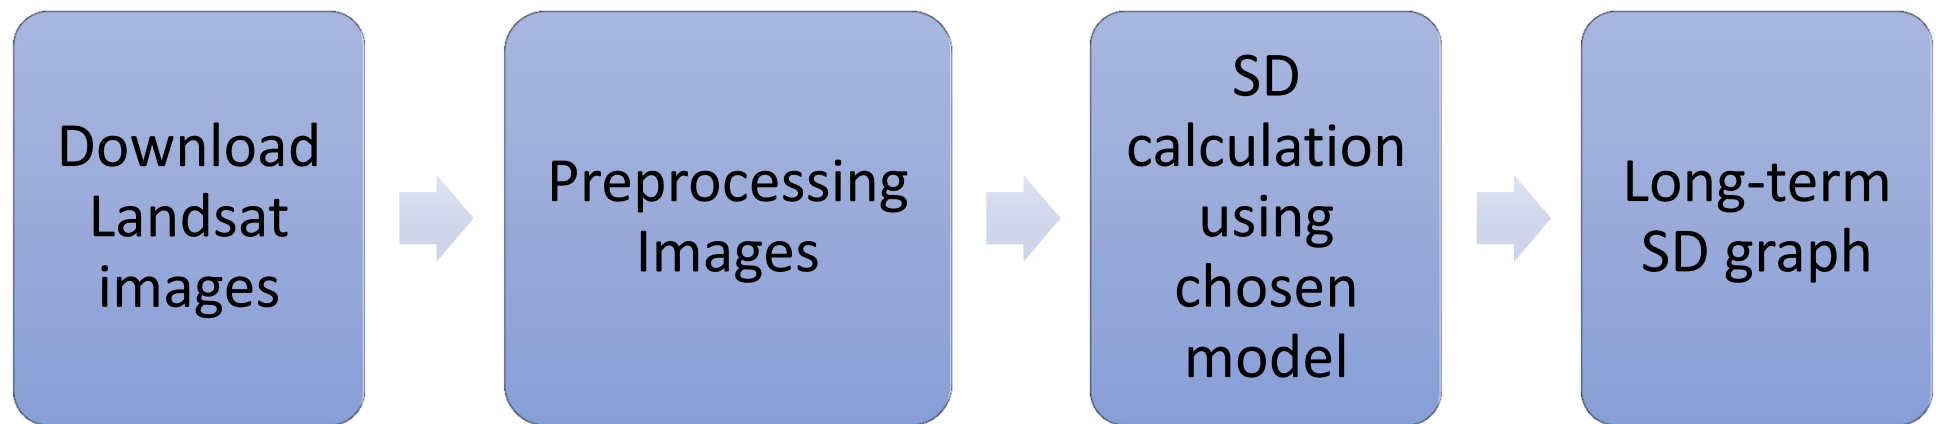 Download
Landsat
images
Preprocessing
Images
SD
calculation
using
chosen
model
Long-term
SD graph